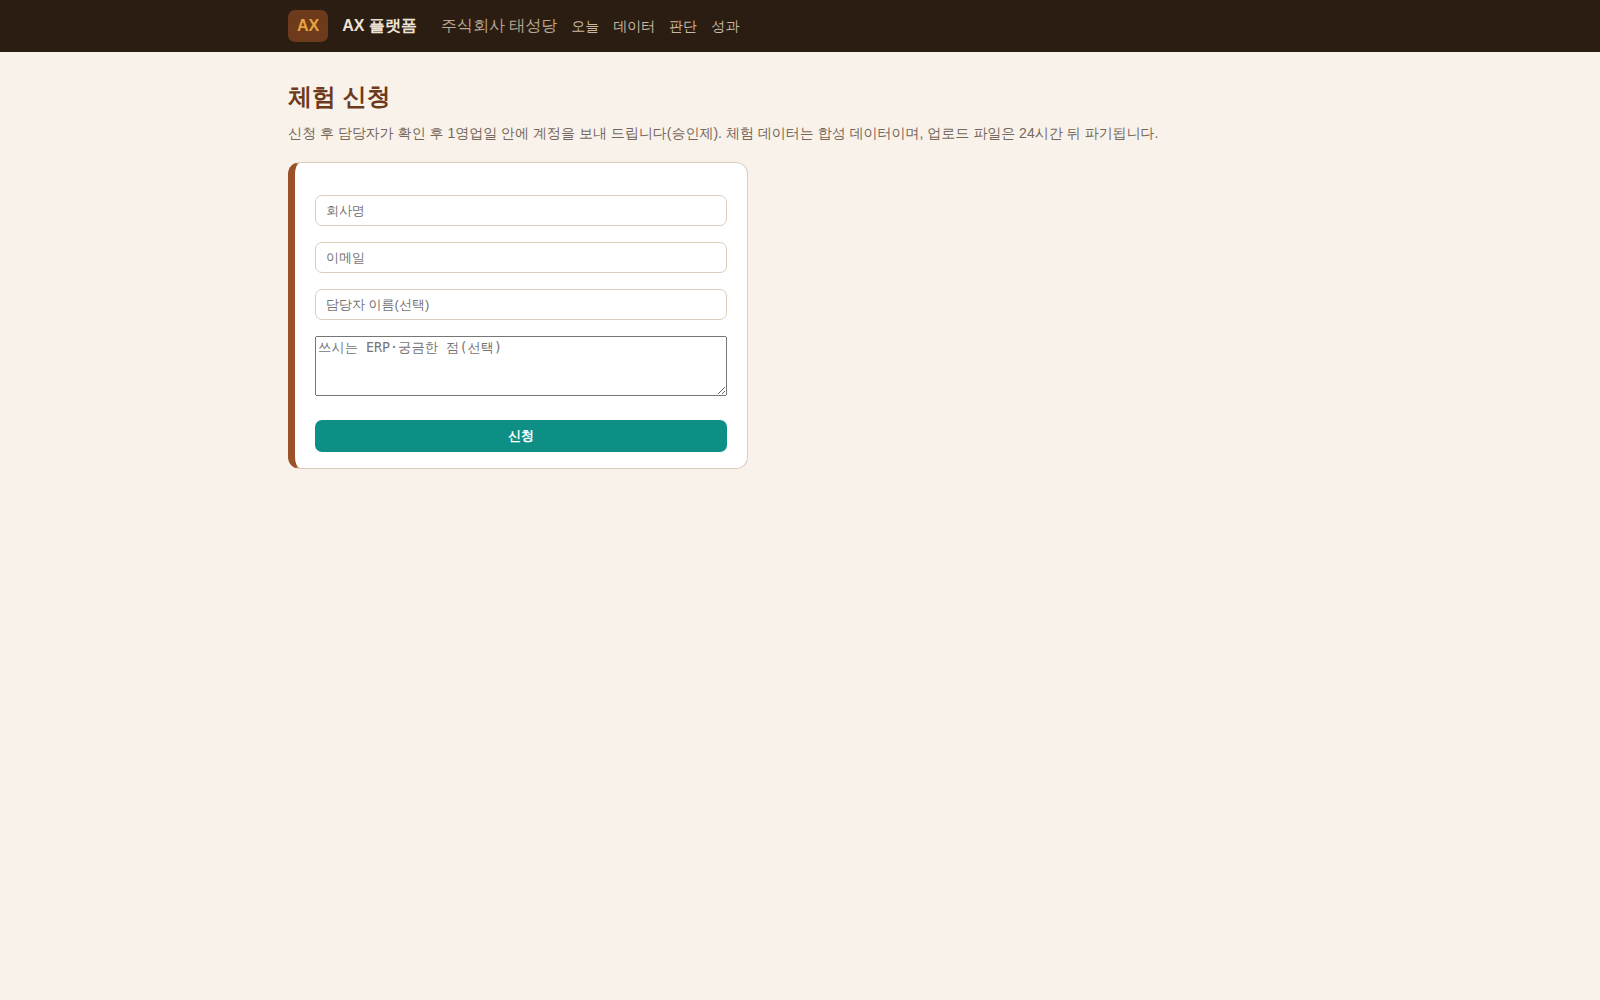 AX AX 플랫폼 주식회사 태성당 오늘 데이터 판단 성과
체험 신청
신청 후 담당자가 확인 후 1영업일 안에 계정을 보내 드립니다(승인제). 체험 데이터는 합성 데이터이며, 업로드 파일은 24시간 뒤 파기됩니다.
회사명
이메일
담당자 이름(선택)
쓰시는 ERP·궁금한 점(선택)
신청